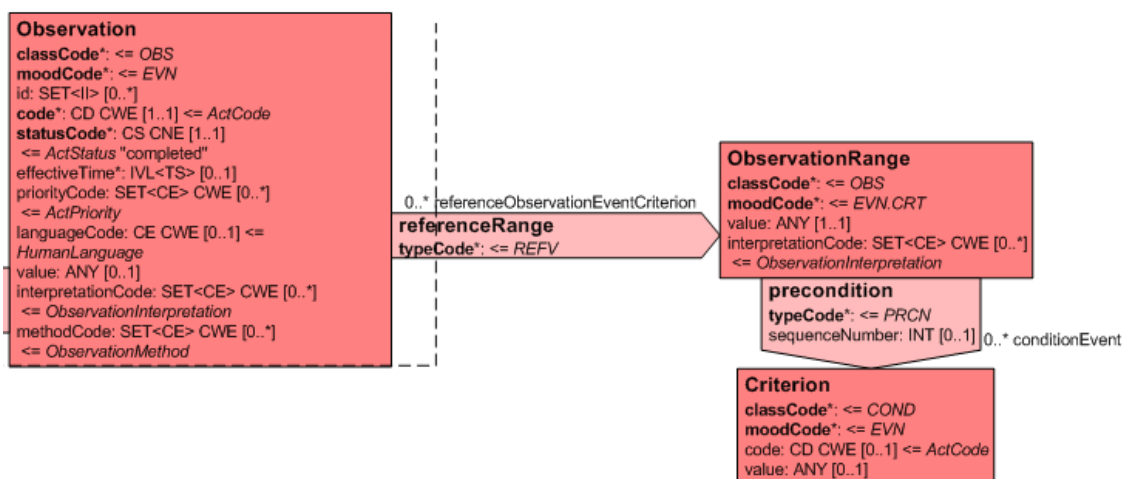 Observation
classCode*: <= OBS
moodCode*: <= EVN
id: SET<II> [0..*]
code*: CD CWE [1..1] <= ActCode
statusCode*: CS CNE [1..1]
<= ActStatus "completed"
effectiveTime*: IVL<TS> [0..1]
priorityCode: SET<CE> CWE [0..*]
<= ActPriority
languageCode: CE CWE [0..1] <=
HumanLanguage
value: ANY [0..1]
interpretationCode: SET<CE> CWE [0..*]
<= ObservationInterpretation
methodCode: SET<CE> CWE [0..*]
<= ObservationMethod
0..* referenceObservationEventCriterion
referenceRange
typeCode*: <= REFV
ObservationRange
classCode*: <= OBS
moodCode*: <= EVN.CRT
value: ANY [1..1]
interpretationCode: SET<CE> CWE [0..*]
<= ObservationInterpretation
precondition
typeCode*: <= PRCN
sequenceNumber: INT [0..1]
0..* conditionEvent
Criterion
classCode*: <= COND
moodCode*: <= EVN
code: CD CWE [0..1] <= ActCode
value: ANY [0..1]